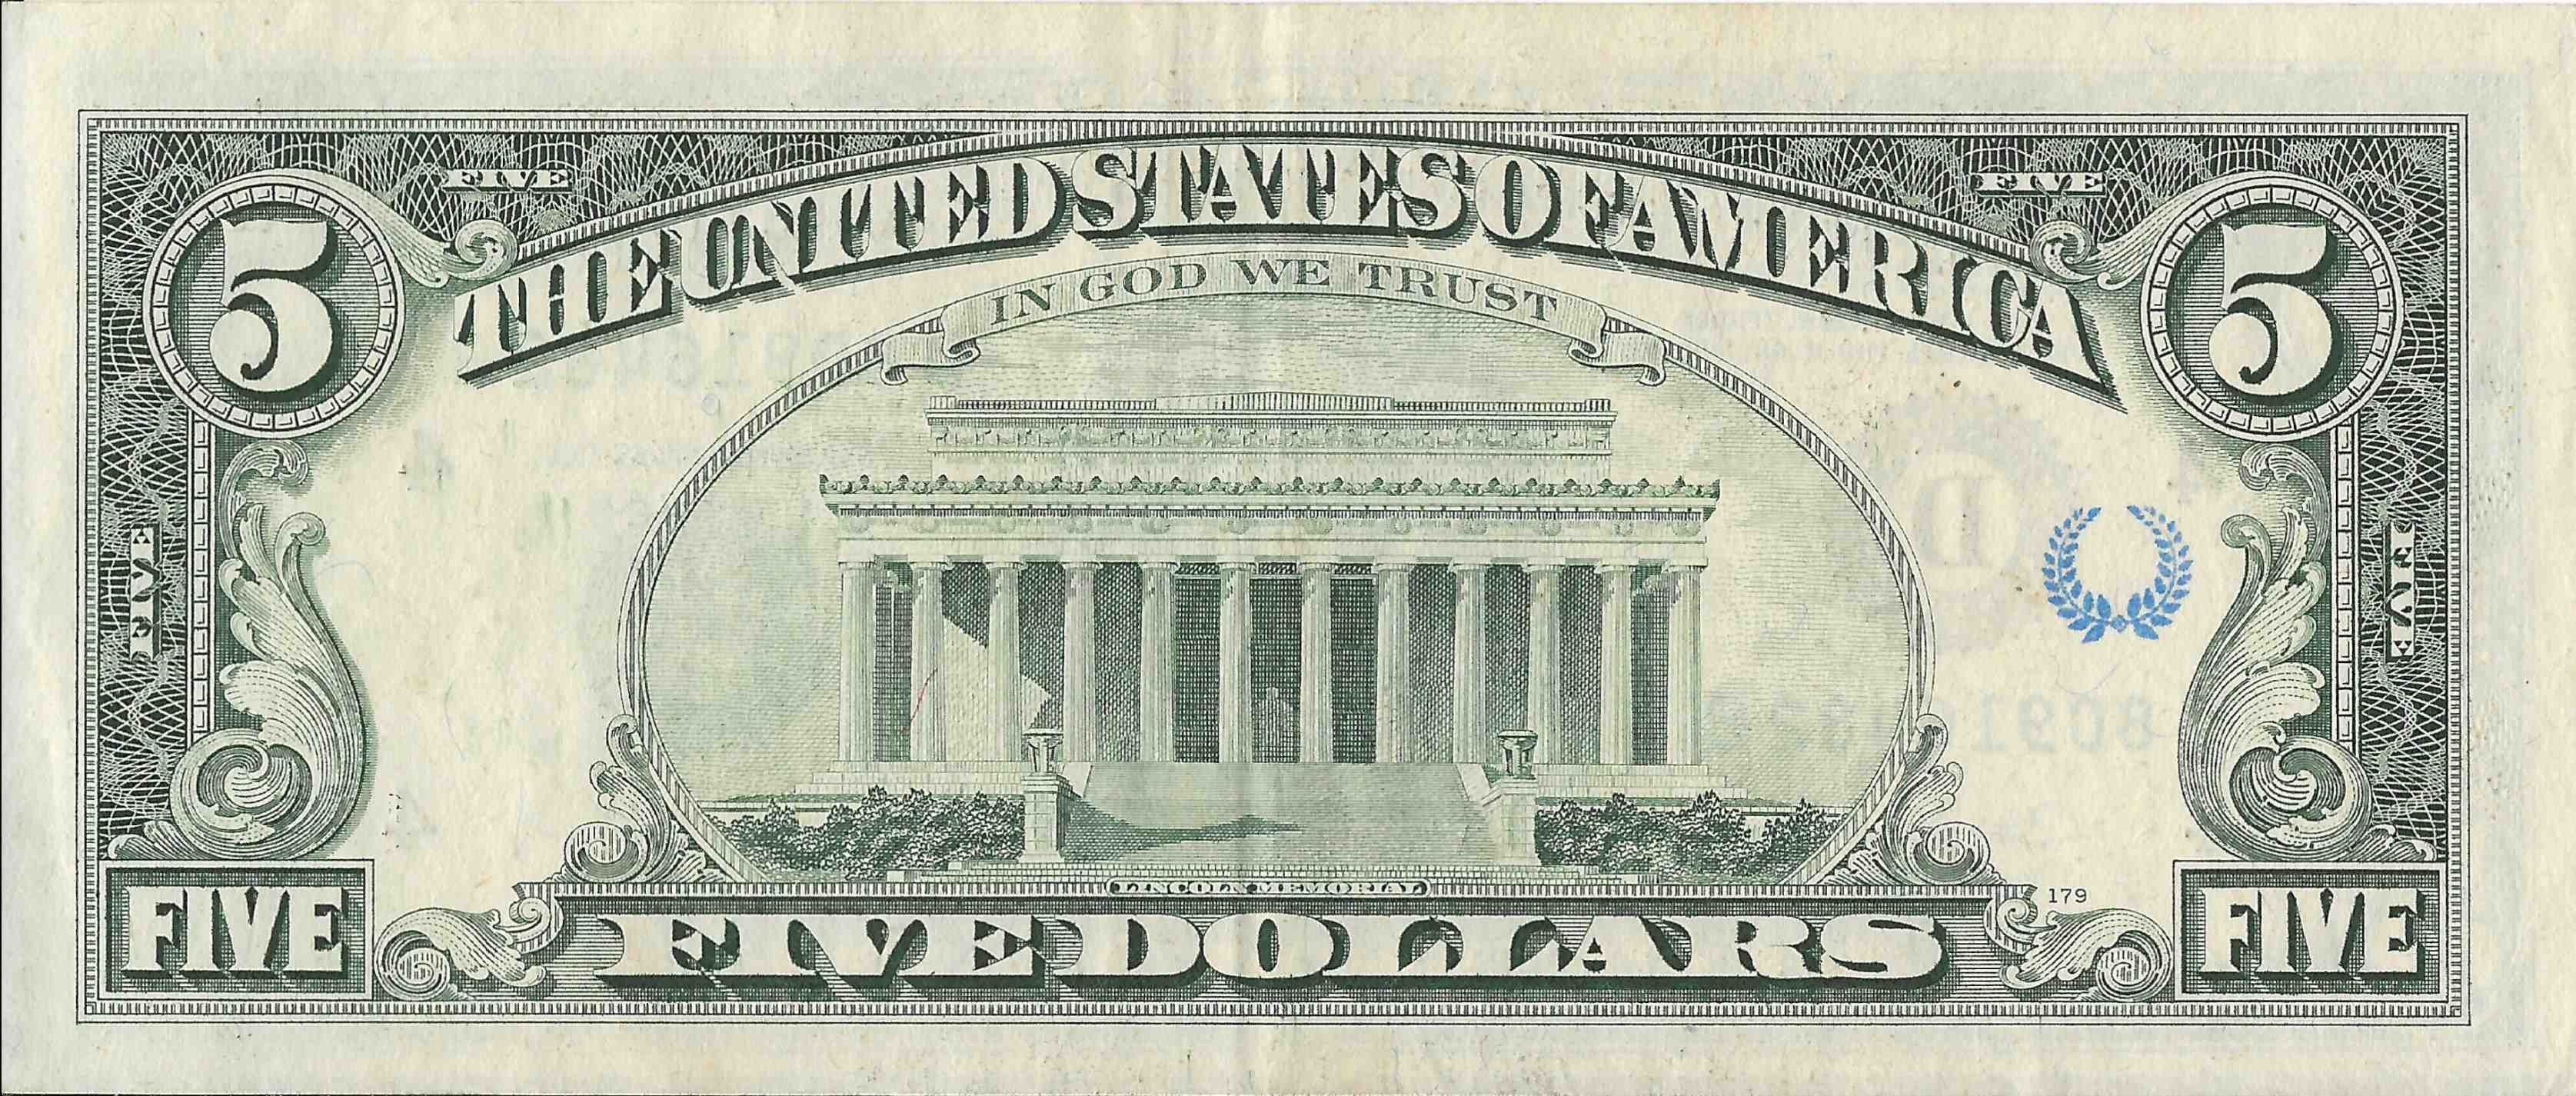 FIVE
FIVE
5
THE UNITED STATES OF AMERICA
5
IN GOD WE TRUST
FIVE
FIVE
LINCOLN MEMORIAL
179
FIVE
FIVE DOLLARS
FIVE